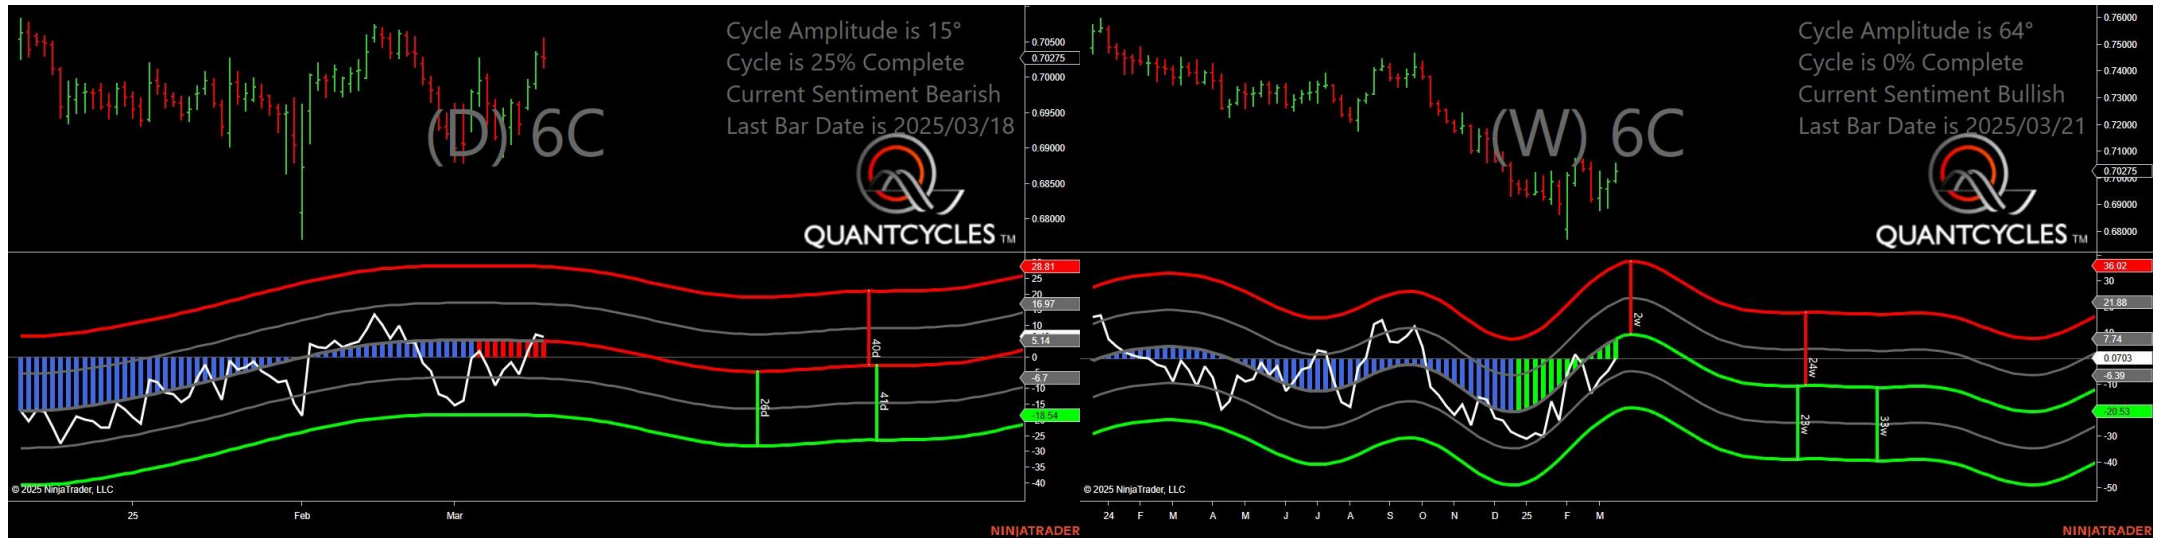 Cycle Amplitude is 15°
Cycle is 25% Complete
Current Sentiment Bearish
Last Bar Date is 2025/03/18
(D) 6C
QUANTCYCLES TM
0.70500
0.70275
0.70000
0.69500
0.69000
0.68500
0.68000
28.81
25
20
16.97
15
10
5.14
0
-6.7
-10
-15
-18.54
-25
-30
-35
-40
40d
26d
41d
© 2025 NinjaTrader, LLC
25
Feb
Mar
NINJATRADER
Cycle Amplitude is 64°
Cycle is 0% Complete
Current Sentiment Bullish
Last Bar Date is 2025/03/21
(W) 6C
QUANTCYCLES TM
0.76000
0.75000
0.74000
0.73000
0.72000
0.71000
0.70275
0.70000
0.69000
0.68000
36.02
30
21.88
10
7.74
0.0703
-6.39
-10
-20.53
-30
-40
-50
2w
24w
23w
33w
© 2025 NinjaTrader, LLC
24
F
M
A
M
J
J
A
S
O
N
D
25
F
M
NINJATRADER